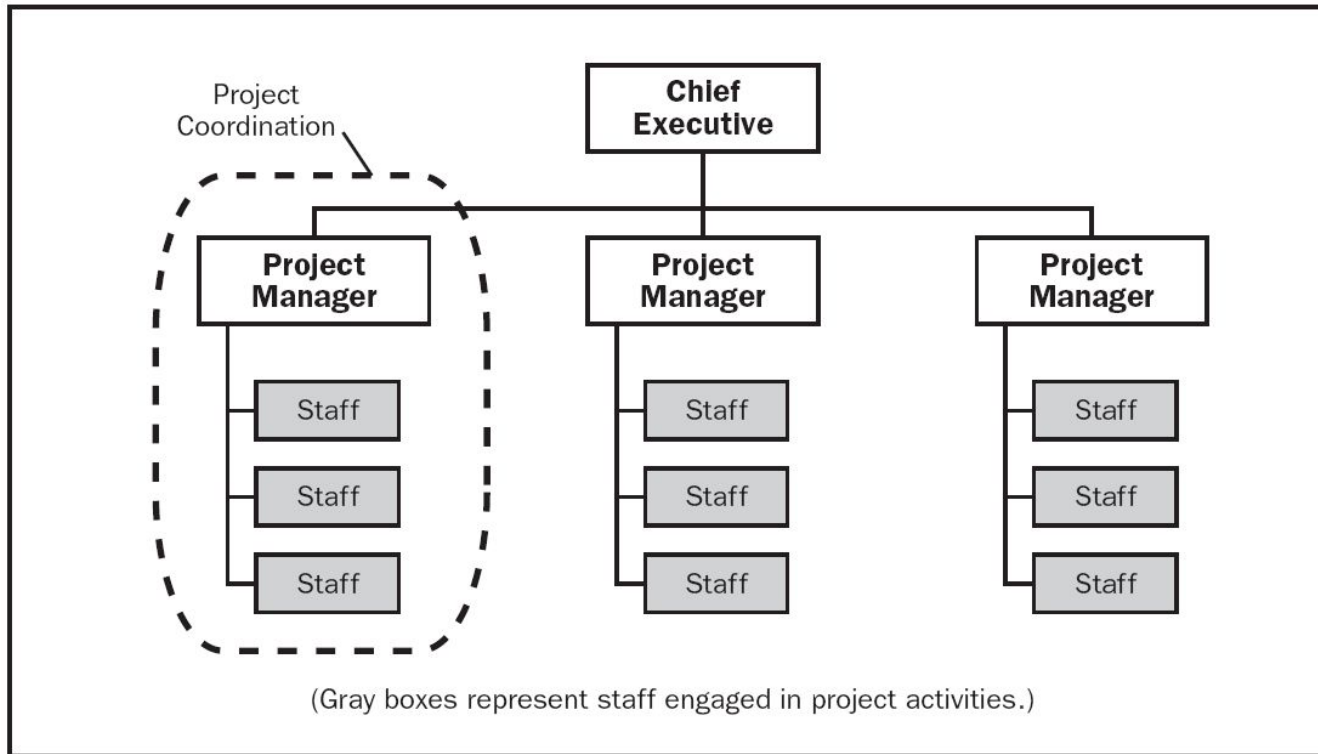 Project
Coordination
Chief
Executive
Project
Manager
Project
Manager
Project
Manager
Staff
Staff
Staff
Staff
Staff
Staff
Staff
Staff
Staff
(Gray boxes represent staff engaged in project activities.)